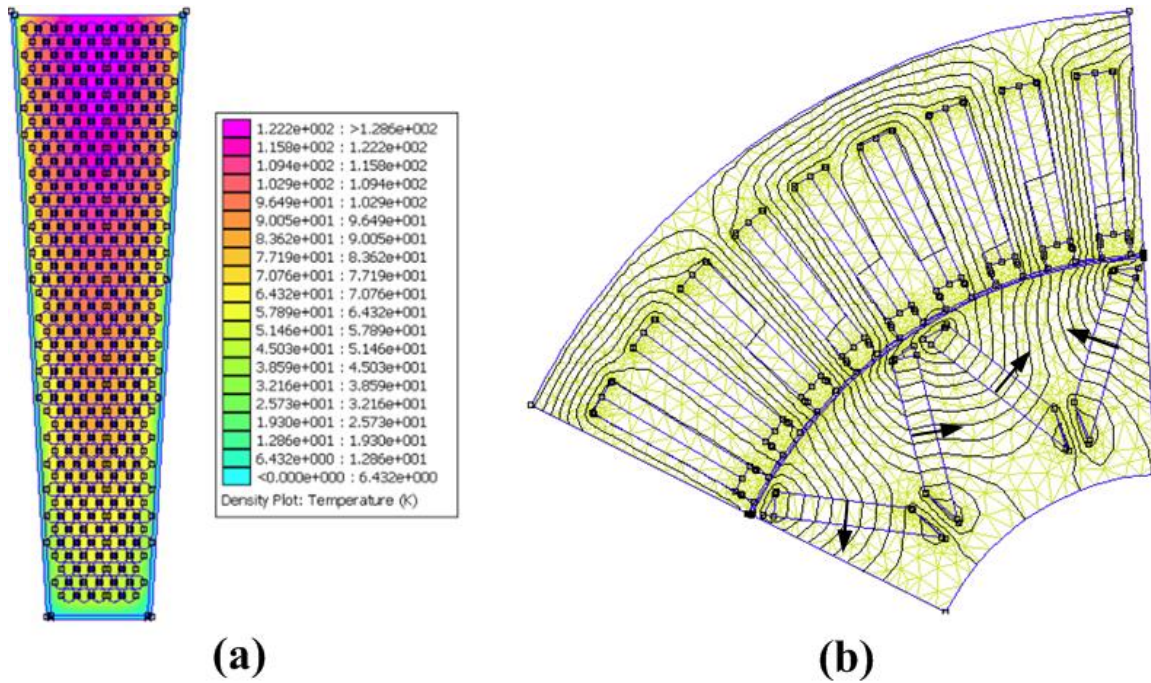 1.222e+002 : >1.286e+002
1.158e+002 : 1.222e+002
1.094e+002 : 1.158e+002
1.029e+002 : 1.094e+002
9.649e+001 : 1.029e+002
9.005e+001 : 9.649e+001
8.362e+001 : 9.005e+001
7.719e+001 : 8.362e+001
7.076e+001 : 7.719e+001
6.432e+001 : 7.076e+001
5.789e+001 : 6.432e+001
5.146e+001 : 5.789e+001
4.503e+001 : 5.146e+001
3.859e+001 : 4.503e+001
3.216e+001 : 3.859e+001
2.573e+001 : 3.216e+001
1.930e+001 : 2.573e+001
1.286e+001 : 1.930e+001
6.432e+000 : 1.286e+001
<0.000e+000 : 6.432e+000
Density Plot: Temperature (K)
(a)
(b)